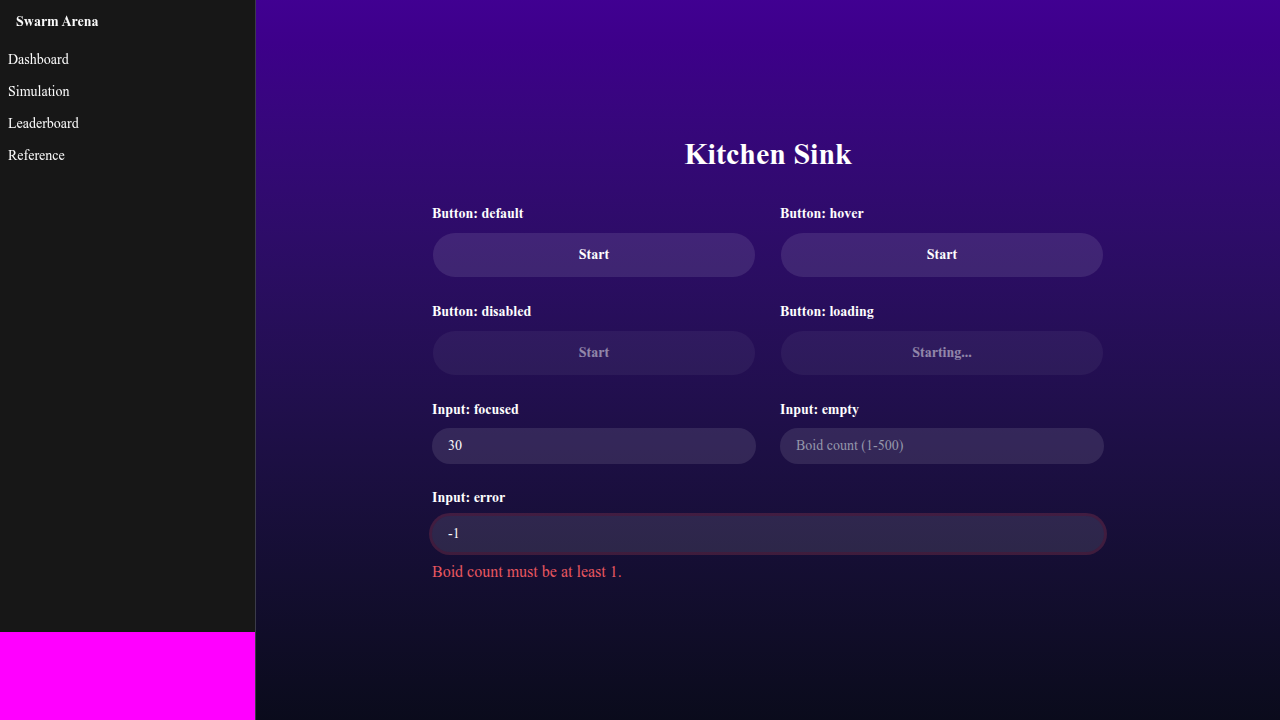 Swarm Arena
Dashboard
Simulation
Leaderboard
Reference
Kitchen Sink
Button: default
Button: hover
Start
Start
Button: disabled
Button: loading
Start
Starting...
Input: focused
Input: empty
30
Boid count (1-500)
Input: error
-1
Boid count must be at least 1.